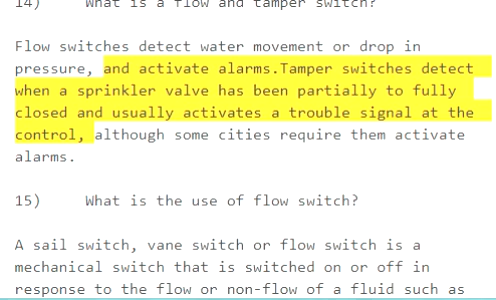 14)     What is a flow and tamper switch?
Flow switches detect water movement or drop in
pressure, and activate alarms.Tamper switches detect
when a sprinkler valve has been partially to fully
closed and usually activates a trouble signal at the
control, although some cities require them activate
alarms.
15)     What is the use of flow switch?
A sail switch, vane switch or flow switch is a
mechanical switch that is switched on or off in
response to the flow or non-flow of a fluid such as